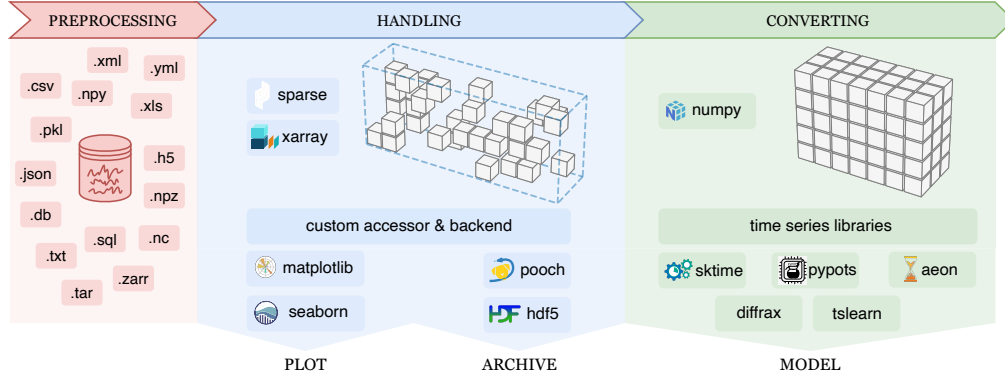 PREPROCESSING
HANDLING
CONVERTING
.xml
.yml
.csv
.npy
.xls
.pkl
.h5
.json
.npz
.db
.sql
.nc
.txt
.zarr
.tar
sparse
xarray
custom accessor & backend
matplotlib
pooch
seaborn
HDF hdf5
numpy
time series libraries
sktime
pypots
aeon
diffrax
tslearn
PLOT
ARCHIVE
MODEL